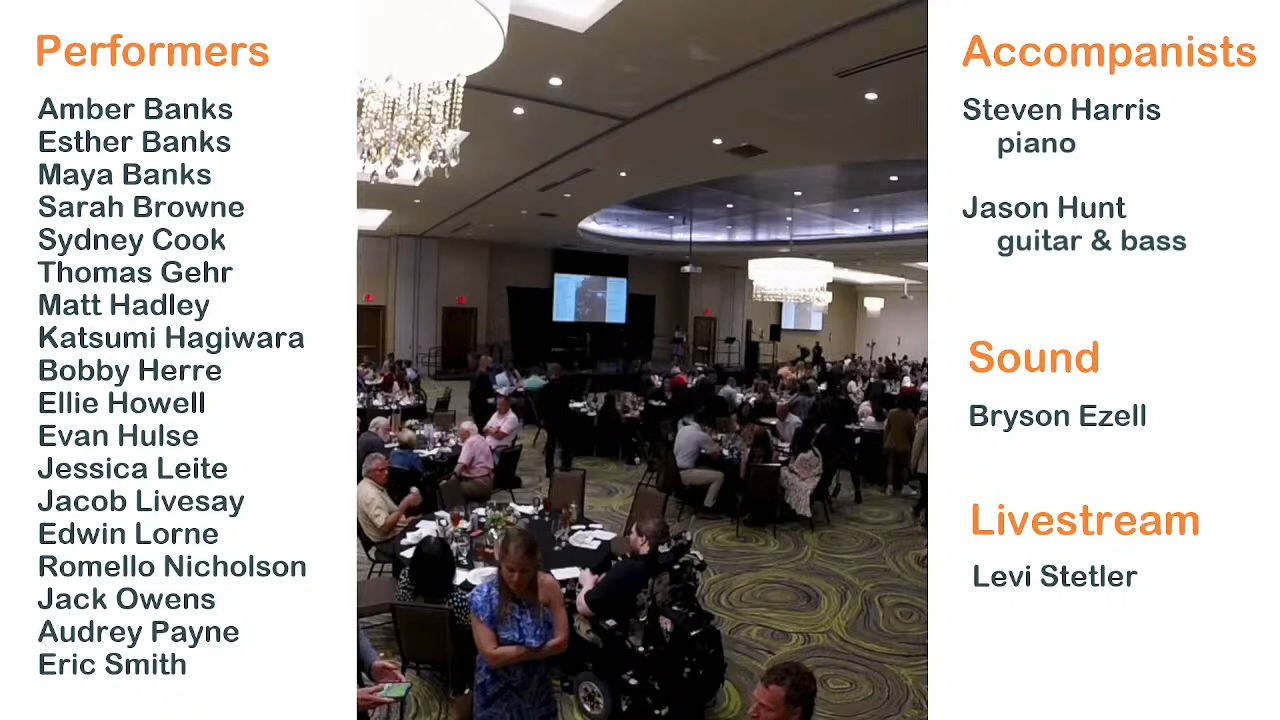 Performers
Amber Banks
Esther Banks
Maya Banks
Sarah Browne
Sydney Cook
Thomas Gehr
Matt Hadley
Katsumi Hagiwara
Bobby Herre
Ellie Howell
Evan Hulse
Jessica Leite
Jacob Livesay
Edwin Lorne
Romello Nicholson
Jack Owens
Audrey Payne
Eric Smith
Accompanists
Steven Harris
piano
Jason Hunt
guitar & bass
Sound
Bryson Ezell
Livestream
Levi Stetler